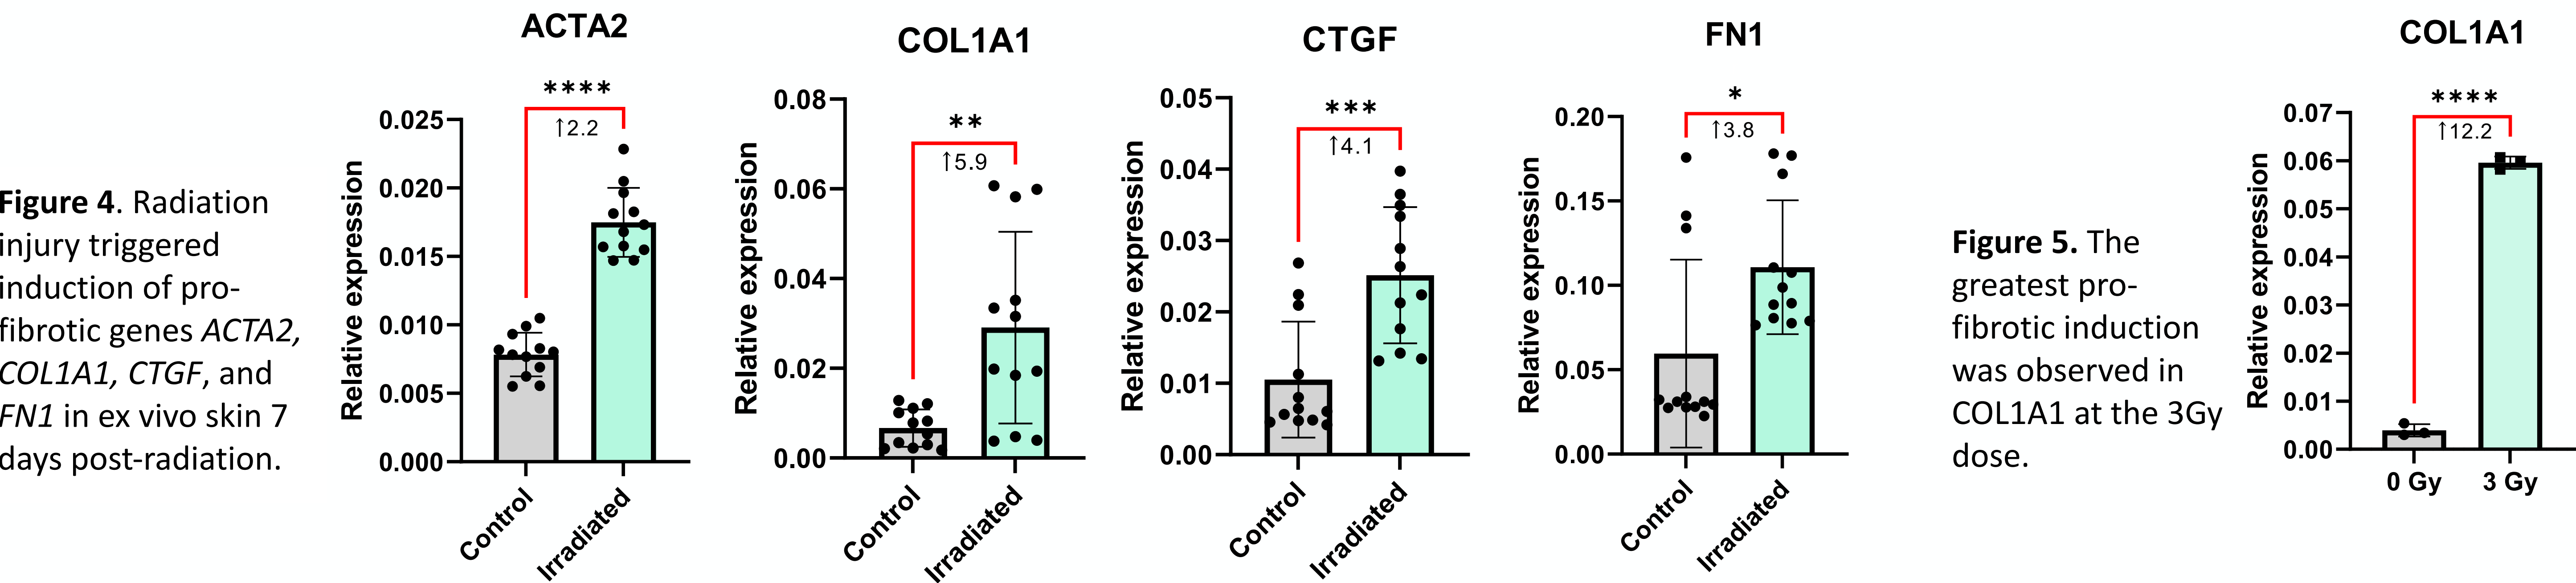 Figure 4. Radiation
injury triggered
induction of pro-
fibrotic genes ACTA2,
COL1A1, CTGF, and
FN1 in ex vivo skin 7
days post-radiation.
ACTA2
****
↑2.2
Relative expression
0.025
0.020
0.015
0.010
0.005
0.000
Control
Irradiated
COL1A1
**
↑5.9
Relative expression
0.08
0.06
0.04
0.02
0.00
Control
Irradiated
CTGF
***
↑4.1
Relative expression
0.05
0.04
0.03
0.02
0.01
0.00
Control
Irradiated
FN1
*
↑3.8
Relative expression
0.20
0.15
0.10
0.05
0.00
Control
Irradiated
Figure 5. The
greatest pro-
fibrotic induction
was observed in
COL1A1 at the 3Gy
dose.
COL1A1
****
↑12.2
Relative expression
0.07
0.06
0.05
0.04
0.03
0.02
0.01
0.00
0 Gy
3 Gy